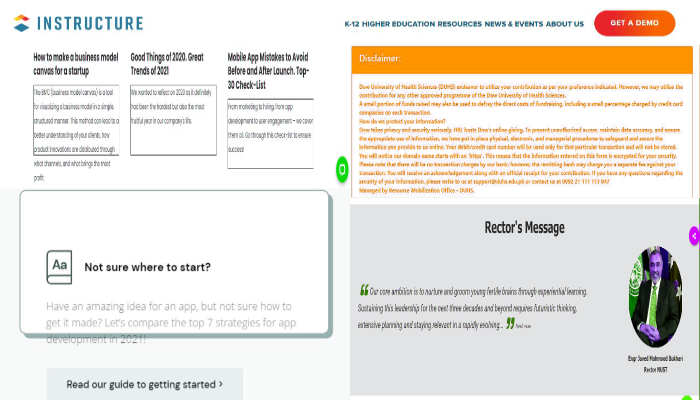 INSTRUCTURE
K-12 HIGHER EDUCATION RESOURCES NEWS & EVENTS ABOUT US
GET A DEMO
How to make a business model
canvas for a startup
The BMC (business model canvas) is a tool
for visualizing a business model in a simple,
structured manner. This method can lead to a
better understanding of your clients, how
product innovations are distributed through
what channels, and what brings the most
profit
Good Things of 2020. Great
Trends of 2021
We wanted to reflect on 2020 as it definitely
had been the hardest but also the most
fruitful year in our company's life.
Mobile App Mistakes to Avoid
Before and After Launch. Top-
30 Check-List
From marketing to hiring, from app
development to user engagement – we cover
them all. Go through this check-list to ensure
success!
Disclaimer:
Dow University of Health Sciences (DUHS) endeavor to utilize your contribution as per your preference indicated. However, we may utilize the
contribution for any other approved programme of the Dow University of Health Sciences.
A small portion of funds raised may also be used to defray the direct costs of fundraising, including a small percentage charged by credit card
companies on each transaction.
How do we protect your information?:
Dow takes privacy and security seriously. HBL hosts Dow's online giving. To prevent unauthorized access, maintain data accuracy, and ensure
the appropriate use of information, we have put in place physical, electronic, and managerial procedures to safeguard and secure the
information you provide to us online. Your debit/credit card number will be used only for that particular transaction and will not be stored.
You will notice our domain name starts with an 'https'. This means that the information entered on this form is encrypted for your security.
Please note that there will be no transaction charges by our bank; however, the remitting bank may charge you a separate fee against your
transaction. You will receive an acknowledgement along with an official receipt for your contribution. If you have any questions regarding the
security of your information, please write to us at support@duhs.edu.pk or contact us at 0092 21 111 113 847
Managed by Resource Mobilization Office - DUHS.
Aa
Not sure where to start?
Have an amazing idea for an app, but not sure how to
get it made? Let's compare the top 7 strategies for app
development in 2021!
Read our guide to getting started >
Rector's Message
Our core ambition is to nurture and groom young fertile brains through experiential learning.
Sustaining this leadership for the next three decades and beyond requires futuristic thinking,
extensive planning and staying relevant in a rapidly evolving... Read more
Engr Javed Mahmood Bukhari
Rector NUST